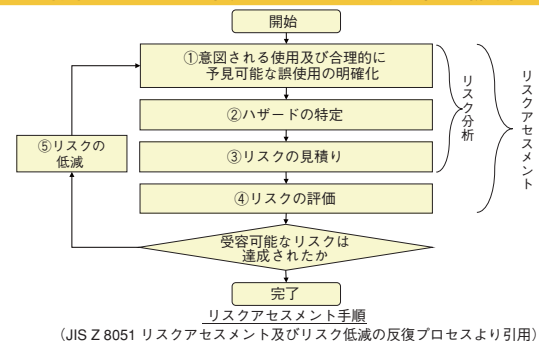 開始
①意図される使用及び合理的に
予見可能な誤使用の明確化
②ハザードの特定
③リスクの見積り
④リスクの評価
⑤リスクの
低減
受容可能なリスクは
達成されたか
完了
リスク分析
リスクアセスメント
リスクアセスメント手順
（JIS Z 8051 リスクアセスメント及びリスク低減の反復プロセスより引用）